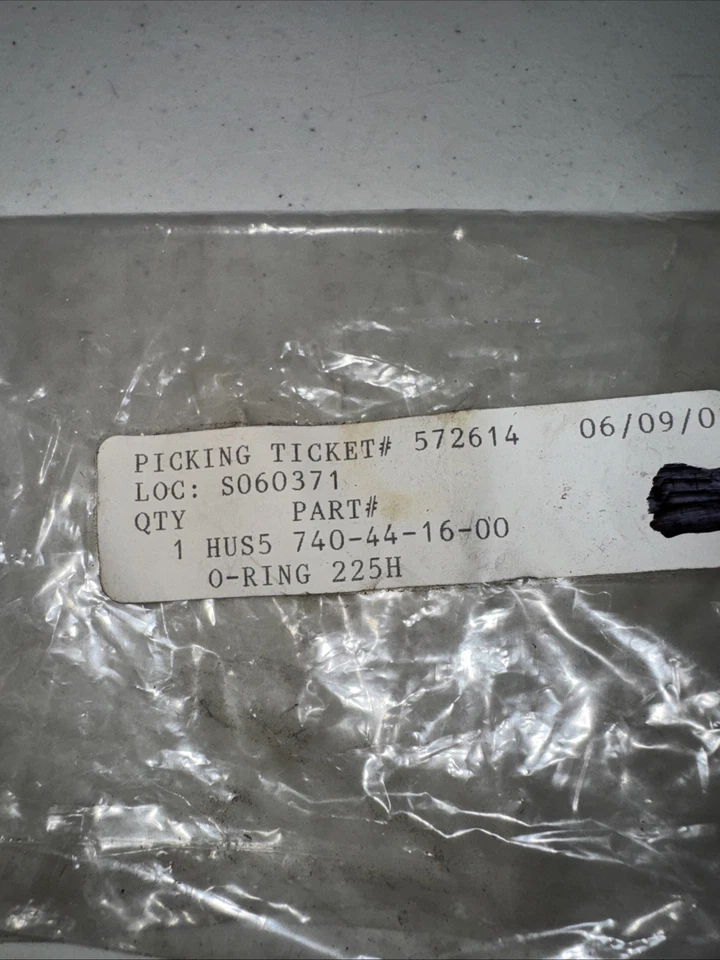 PICKING TICKET# 572614 06/09/0
LOC: S060371
QTY PART#
1 HUS5 740-44-16-00
O-RING 225H